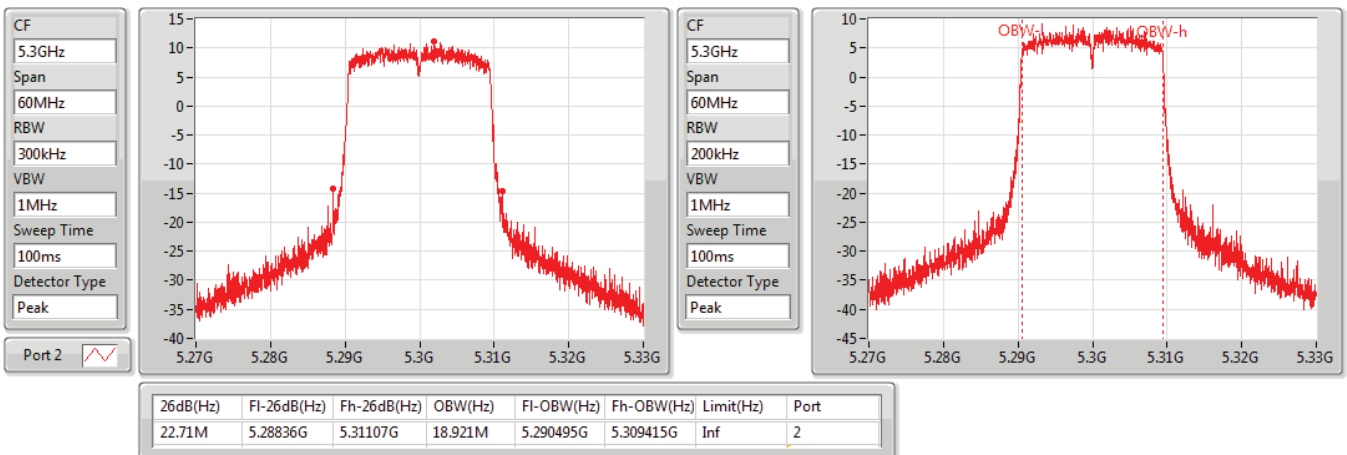 CF
5.3GHz
Span
60MHz
RBW
300kHz
VBW
1MHz
Sweep Time
100ms
Detector Type
Peak
Port 2
15
10
5
0
-5
-10
-15
-20
-25
-30
-35
-40
5.27G 5.28G 5.29G 5.3G 5.31G 5.32G 5.33G
CF
5.3GHz
Span
60MHz
RBW
200kHz
VBW
1MHz
Sweep Time
100ms
Detector Type
Peak
OBW-l OBW-h
10
5
0
-5
-10
-15
-20
-25
-30
-35
-40
-45
5.27G 5.28G 5.29G 5.3G 5.31G 5.32G 5.33G
26dB(Hz) Fl-26dB(Hz) Fh-26dB(Hz) OBW(Hz) Fl-OBW(Hz) Fh-OBW(Hz) Limit(Hz) Port
22.71M 5.28836G 5.31107G 18.921M 5.290495G 5.309415G Inf 2